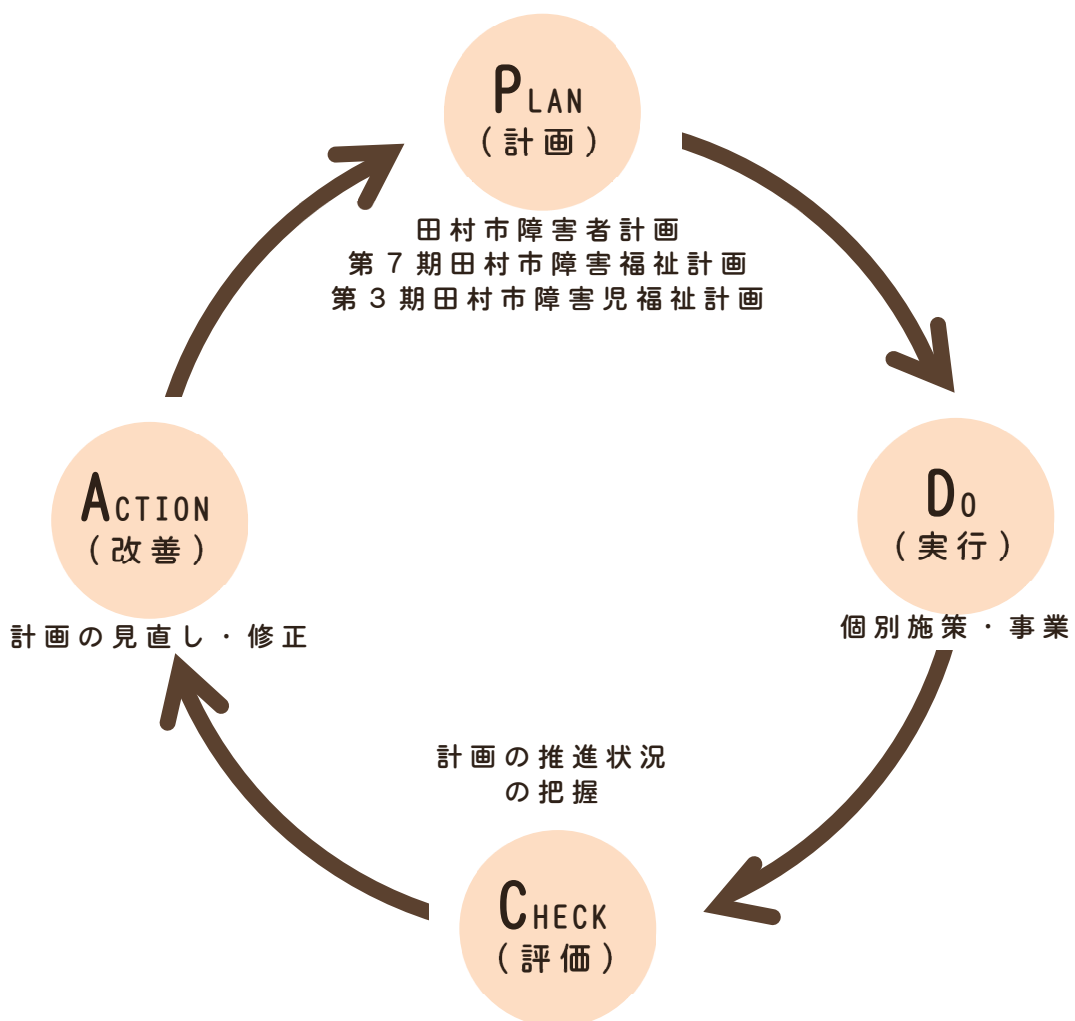 PLAN
(計画)
田村市障害者計画
第7期田村市障害福祉計画
第3期田村市障害児福祉計画
DO
(実行)
個別施策・事業
計画の推進状況
の把握
CHECK
(評価)
ACTION
(改善)
計画の見直し・修正